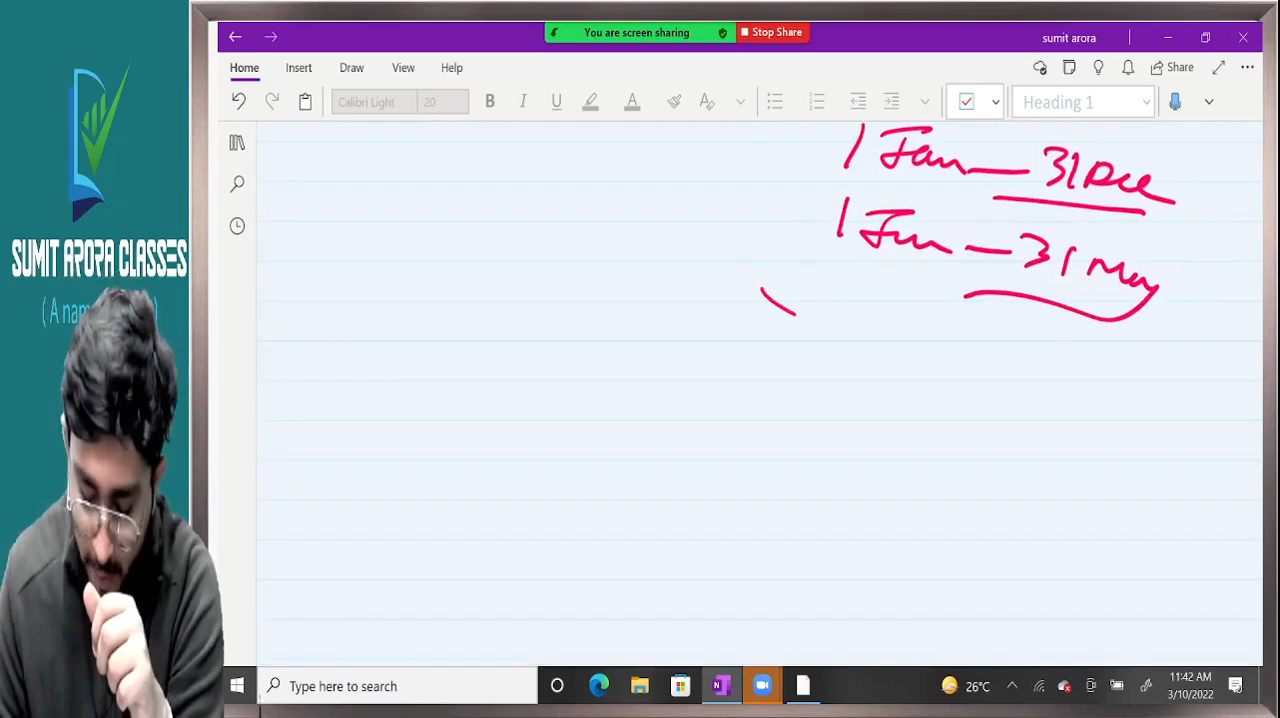 You are screen sharing Stop Share
sumit arora
Home Insert Draw View Help Share
Calibri Light 20 B I U A Heading 1
1 Jan — 31 Dec
1 Jan — 31 May
SUMIT ARORA CLASSES
( A nam )
Type here to search
26°C
11:42 AM
3/10/2022